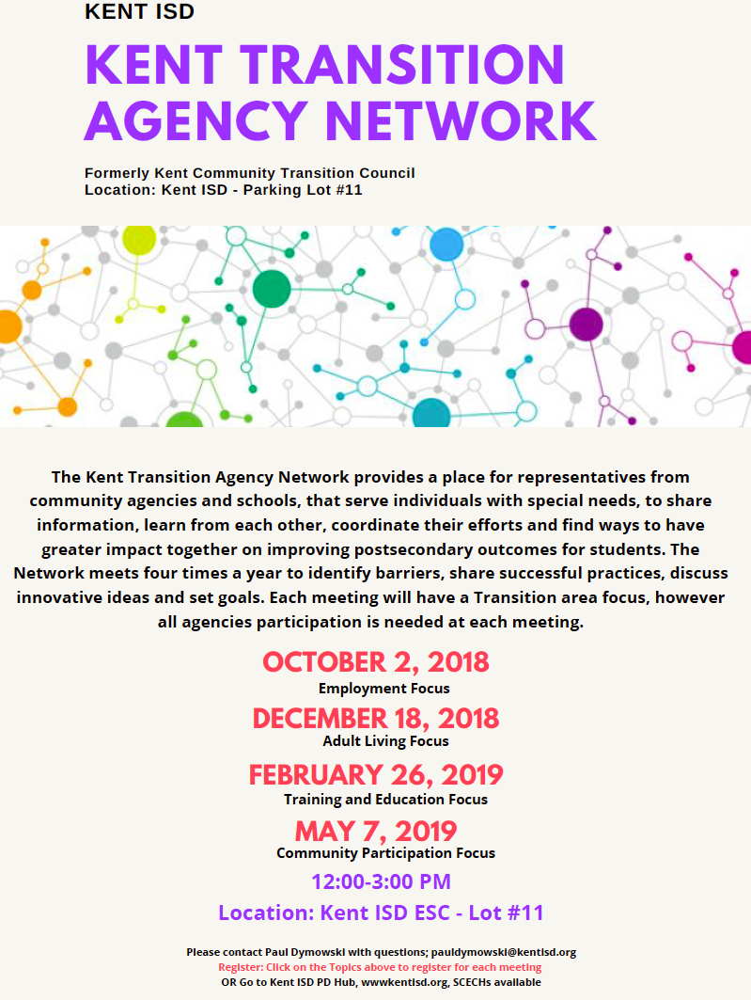 KENT ISD
KENT TRANSITION
AGENCY NETWORK
Formerly Kent Community Transition Council
Location: Kent ISD - Parking Lot #11
The Kent Transition Agency Network provides a place for representatives from
community agencies and schools, that serve individuals with special needs, to share
information, learn from each other, coordinate their efforts and find ways to have
greater impact together on improving postsecondary outcomes for students. The
Network meets four times a year to identify barriers, share successful practices, discuss
innovative ideas and set goals. Each meeting will have a Transition area focus, however
all agencies participation is needed at each meeting.
OCTOBER 2, 2018
Employment Focus
DECEMBER 18, 2018
Adult Living Focus
FEBRUARY 26, 2019
Training and Education Focus
MAY 7, 2019
Community Participation Focus
12:00-3:00 PM
Location: Kent ISD ESC - Lot #11
Please contact Paul Dymowski with questions; pauldymowski@kentisd.org
Register: Click on the Topics above to register for each meeting
OR Go to Kent ISD PD Hub, wwwkentisd.org, SCECHs available